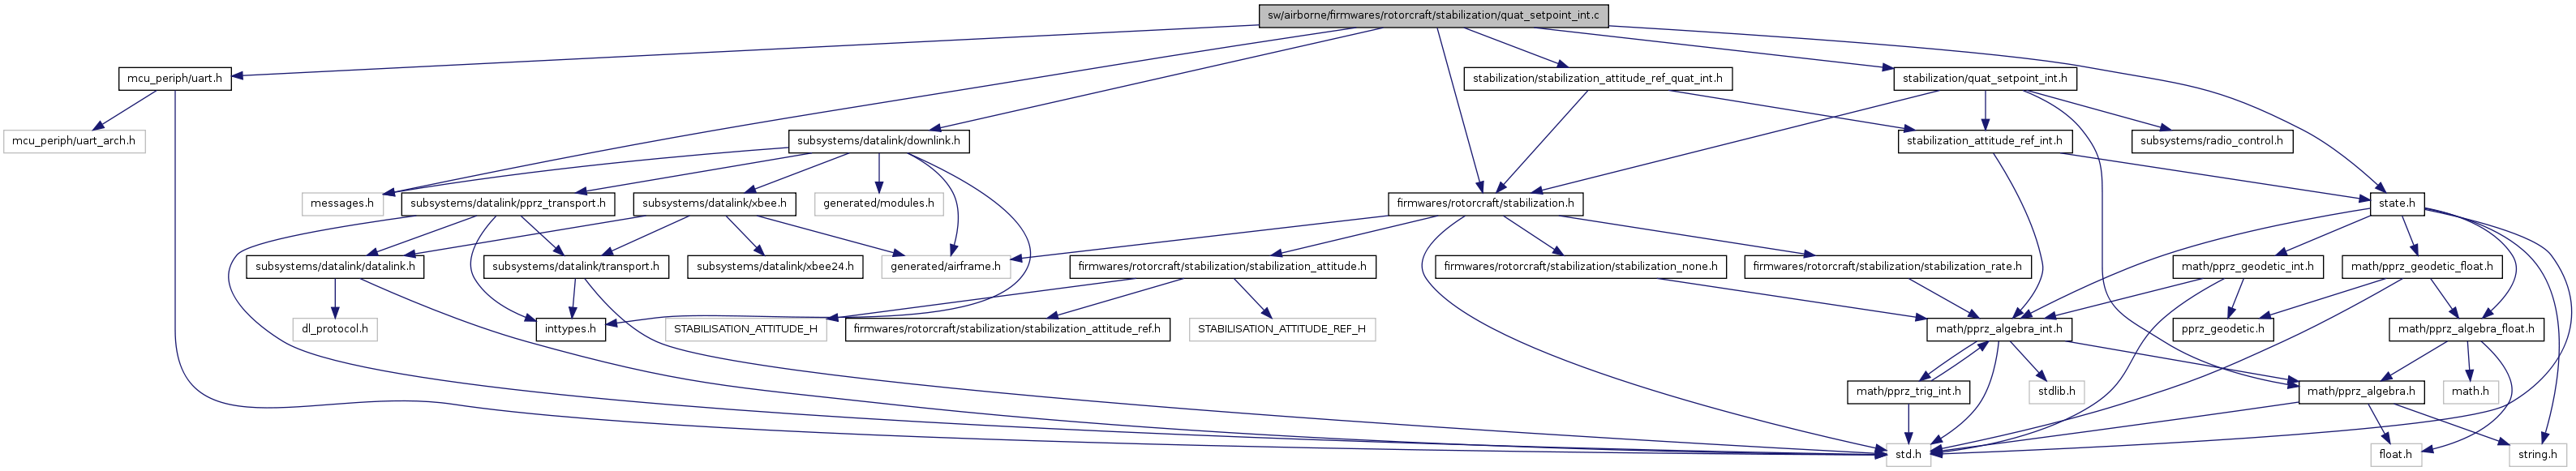 sw/airborne/firmwares/rotorcraft/stabilization/quat_setpoint_int.c
mcu_periph/uart.h
stabilization/stabilization_attitude_ref_quat_int.h
stabilization/quat_setpoint_int.h
mcu_periph/uart_arch.h
subsystems/datalink/downlink.h
stabilization_attitude_ref_int.h
subsystems/radio_control.h
messages.h
subsystems/datalink/pprz_transport.h
subsystems/datalink/xbee.h
generated/modules.h
firmwares/rotorcraft/stabilization.h
state.h
subsystems/datalink/datalink.h
subsystems/datalink/transport.h
subsystems/datalink/xbee24.h
generated/airframe.h
firmwares/rotorcraft/stabilization/stabilization_attitude.h
firmwares/rotorcraft/stabilization/stabilization_none.h
firmwares/rotorcraft/stabilization/stabilization_rate.h
math/pprz_geodetic_int.h
math/pprz_geodetic_float.h
dl_protocol.h
inttypes.h
STABILISATION_ATTITUDE_H
firmwares/rotorcraft/stabilization/stabilization_attitude_ref.h
STABILISATION_ATTITUDE_REF_H
math/pprz_algebra_int.h
pprz_geodetic.h
math/pprz_algebra_float.h
math/pprz_trig_int.h
stdlib.h
math/pprz_algebra.h
math.h
std.h
float.h
string.h